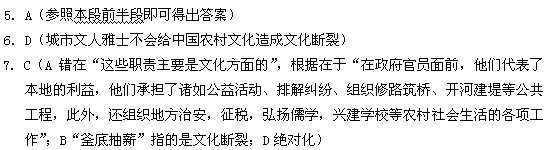 5. A（参照本段前半段即可得出答案）
6. D（城市文人雅士不会给中国农村文化造成文化断裂）
7. C（A 错在“这些职责主要是文化方面的”，根据在于“在政府官员面前，他们代表了
本地的利益，他们承担了诸如公益活动、排解纠纷、组织修路筑桥、开河建堤等公共
工程，此外，还组织地方治安，征税，弘扬儒学，兴建学校等农村社会生活的各项工
作”；B“釜底抽薪”指的是文化断裂；D 绝对化）